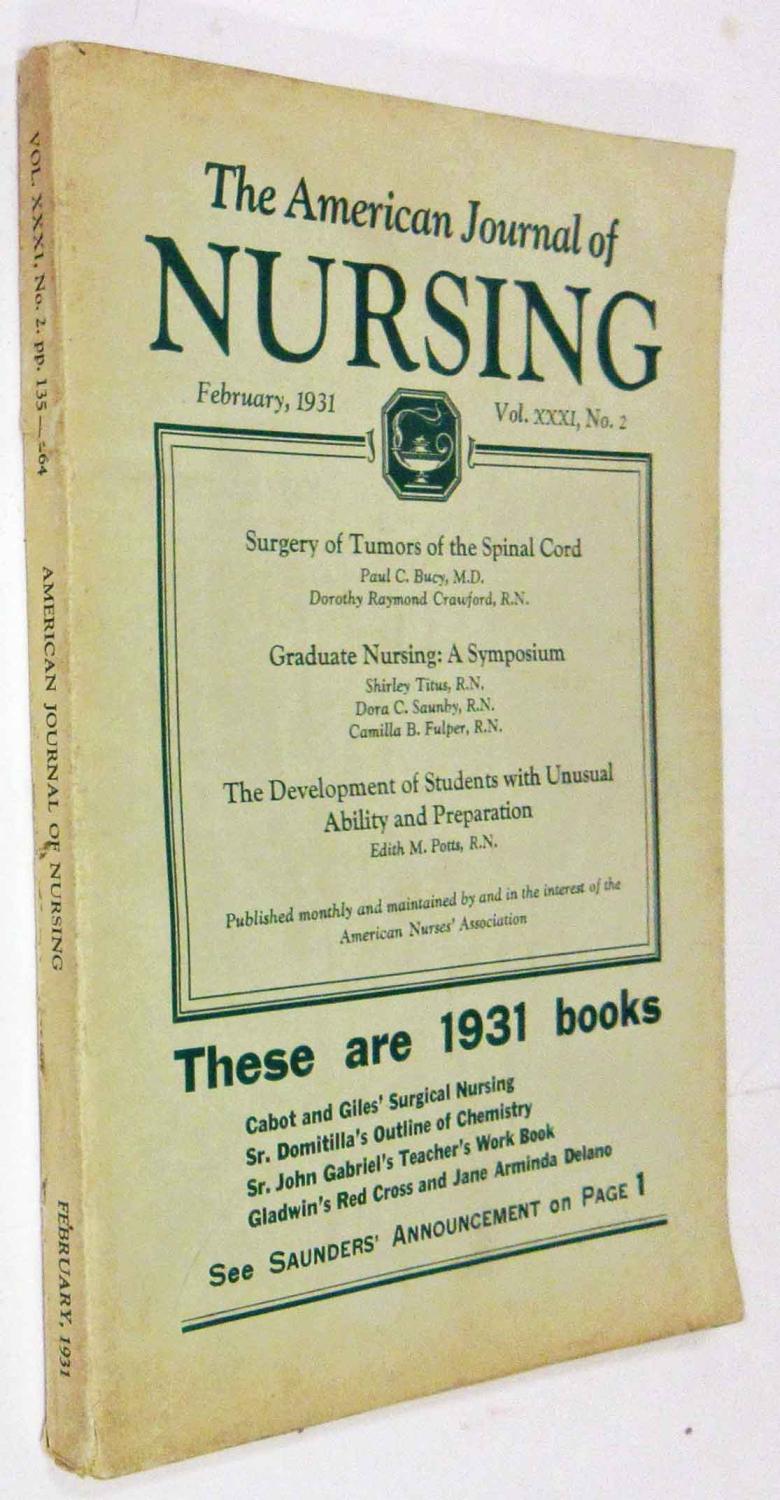 The American Journal of
NURSING
February, 1931
Vol. XXXI, No. 2
Surgery of Tumors of the Spinal Cord
Paul C. Bucy, M.D.
Dorothy Raymond Crawford, R.N.
Graduate Nursing: A Symposium
Shirley Titus, R.N.
Dora C. Saunby, R.N.
Camilla B. Fulper, R.N.
The Development of Students with Unusual
Ability and Preparation
Edith M. Potts, R.N.
Published monthly and maintained by and in the interest of the
American Nurses' Association
These are 1931 books
Cabot and Giles' Surgical Nursing
Sr. Domitilla's Outline of Chemistry
Sr. John Gabriel's Teacher's Work Book
Gladwin's Red Cross and Jane Arminda Delano
See SAUNDERS' ANNOUNCEMENT on PAGE 1
VOL. XXXI, No. 2. pp. 135—
AMERICAN JOURNAL OF NURSING
FEBRUARY, 1931